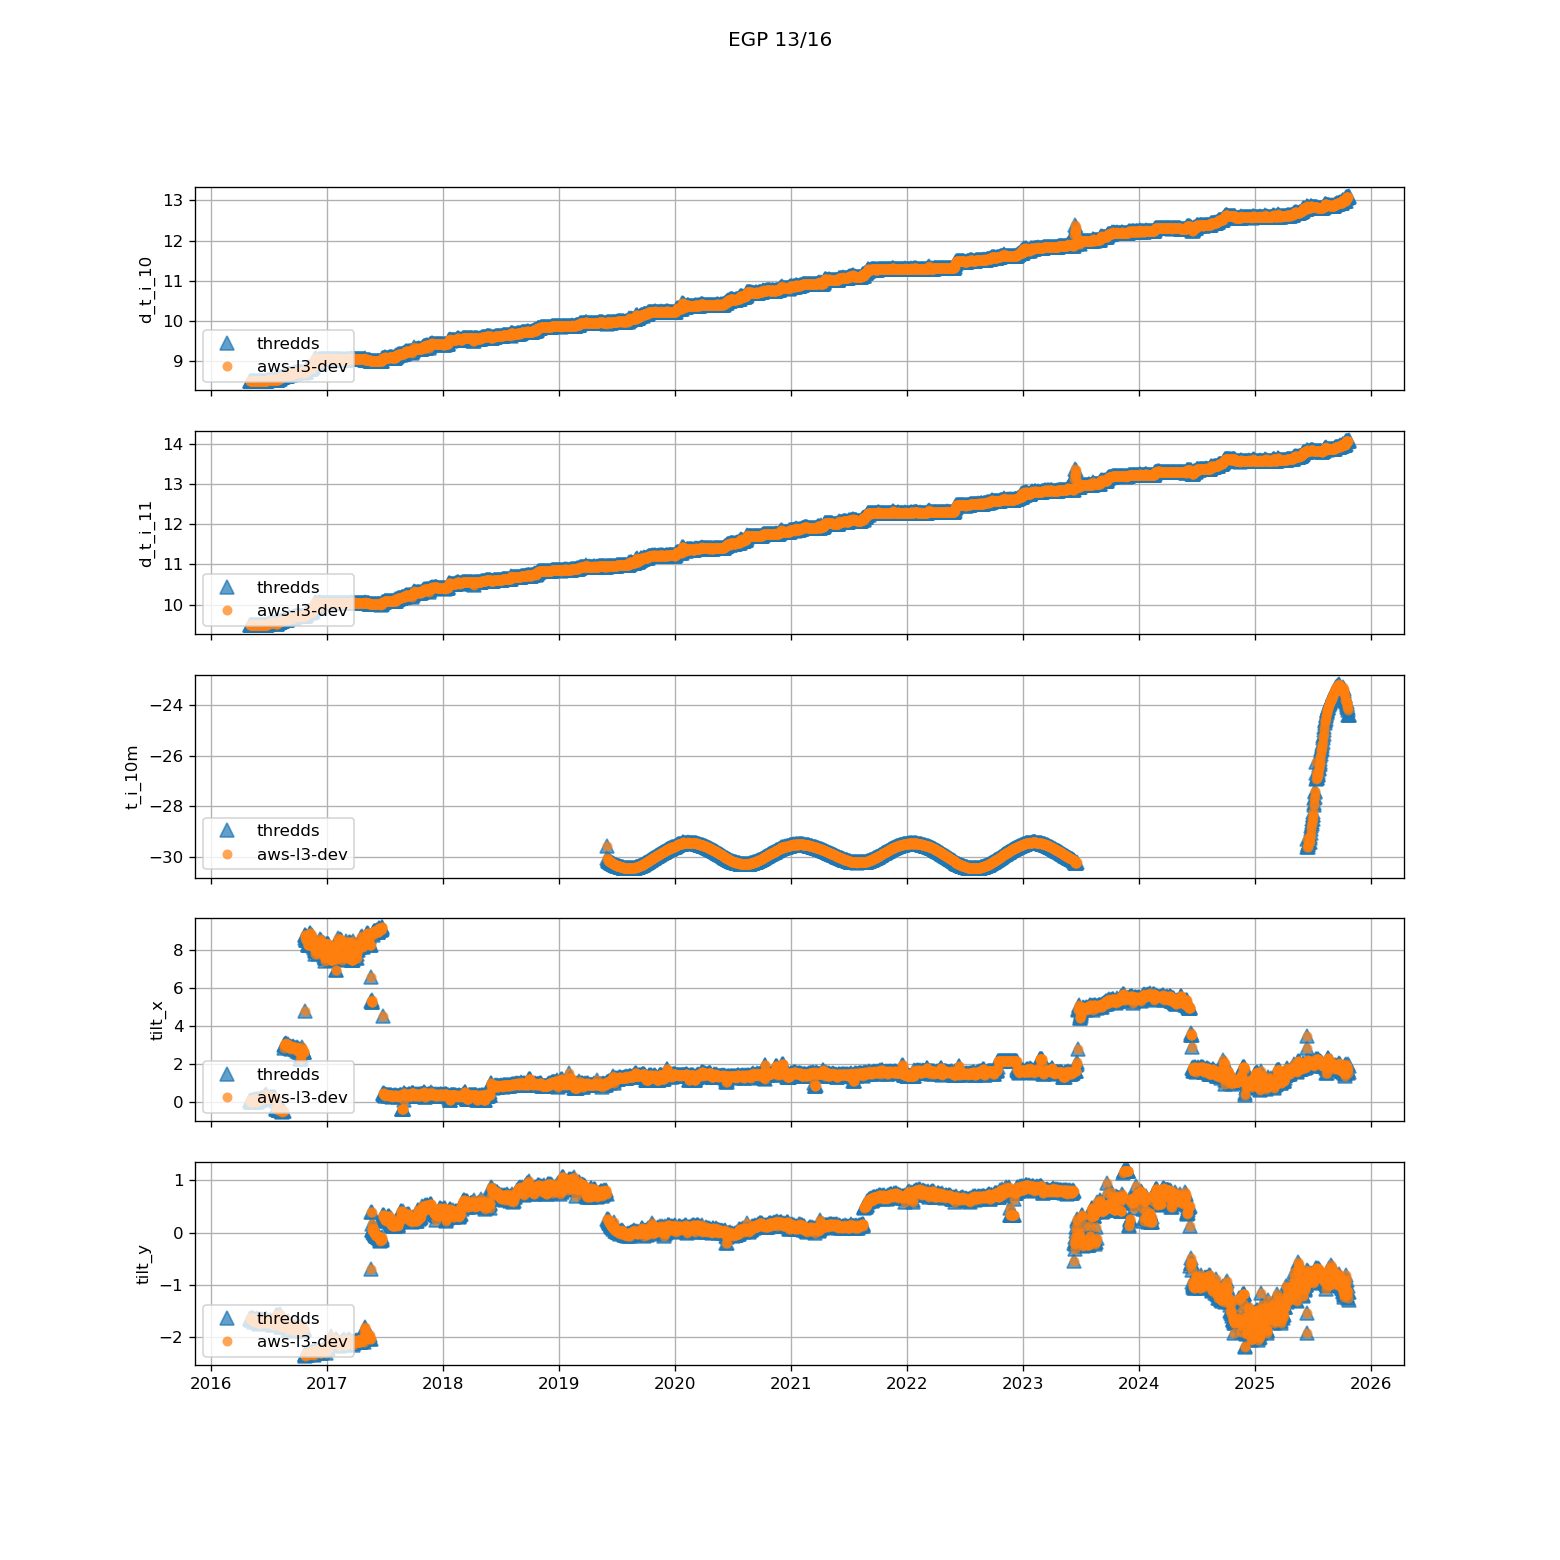 EGP 13/16
13
12
11
10
9
d_t_i_10
thredds
aws-l3-dev
14
13
12
11
10
d_t_i_11
thredds
aws-l3-dev
−24
−26
−28
−30
t_i_10m
thredds
aws-l3-dev
8
6
4
2
0
tilt_x
thredds
aws-l3-dev
1
0
−1
−2
tilt_y
thredds
aws-l3-dev
2016 2017 2018 2019 2020 2021 2022 2023 2024 2025 2026